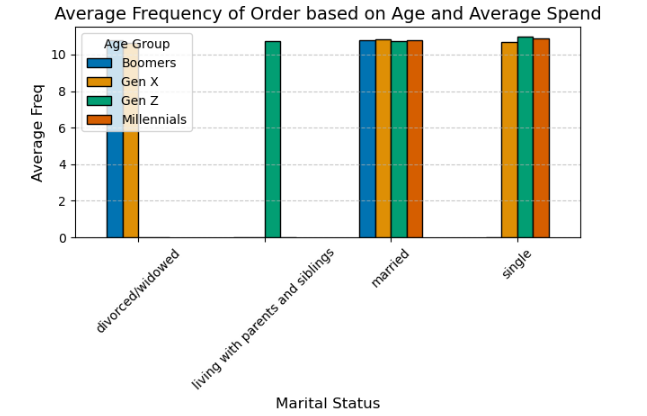 Average Frequency of Order based on Age and Average Spend
Average Freq
10
8
6
4
2
0
Age Group
Boomers
Gen X
Gen Z
Millennials
divorced/widowed
living with parents and siblings
married
single
Marital Status